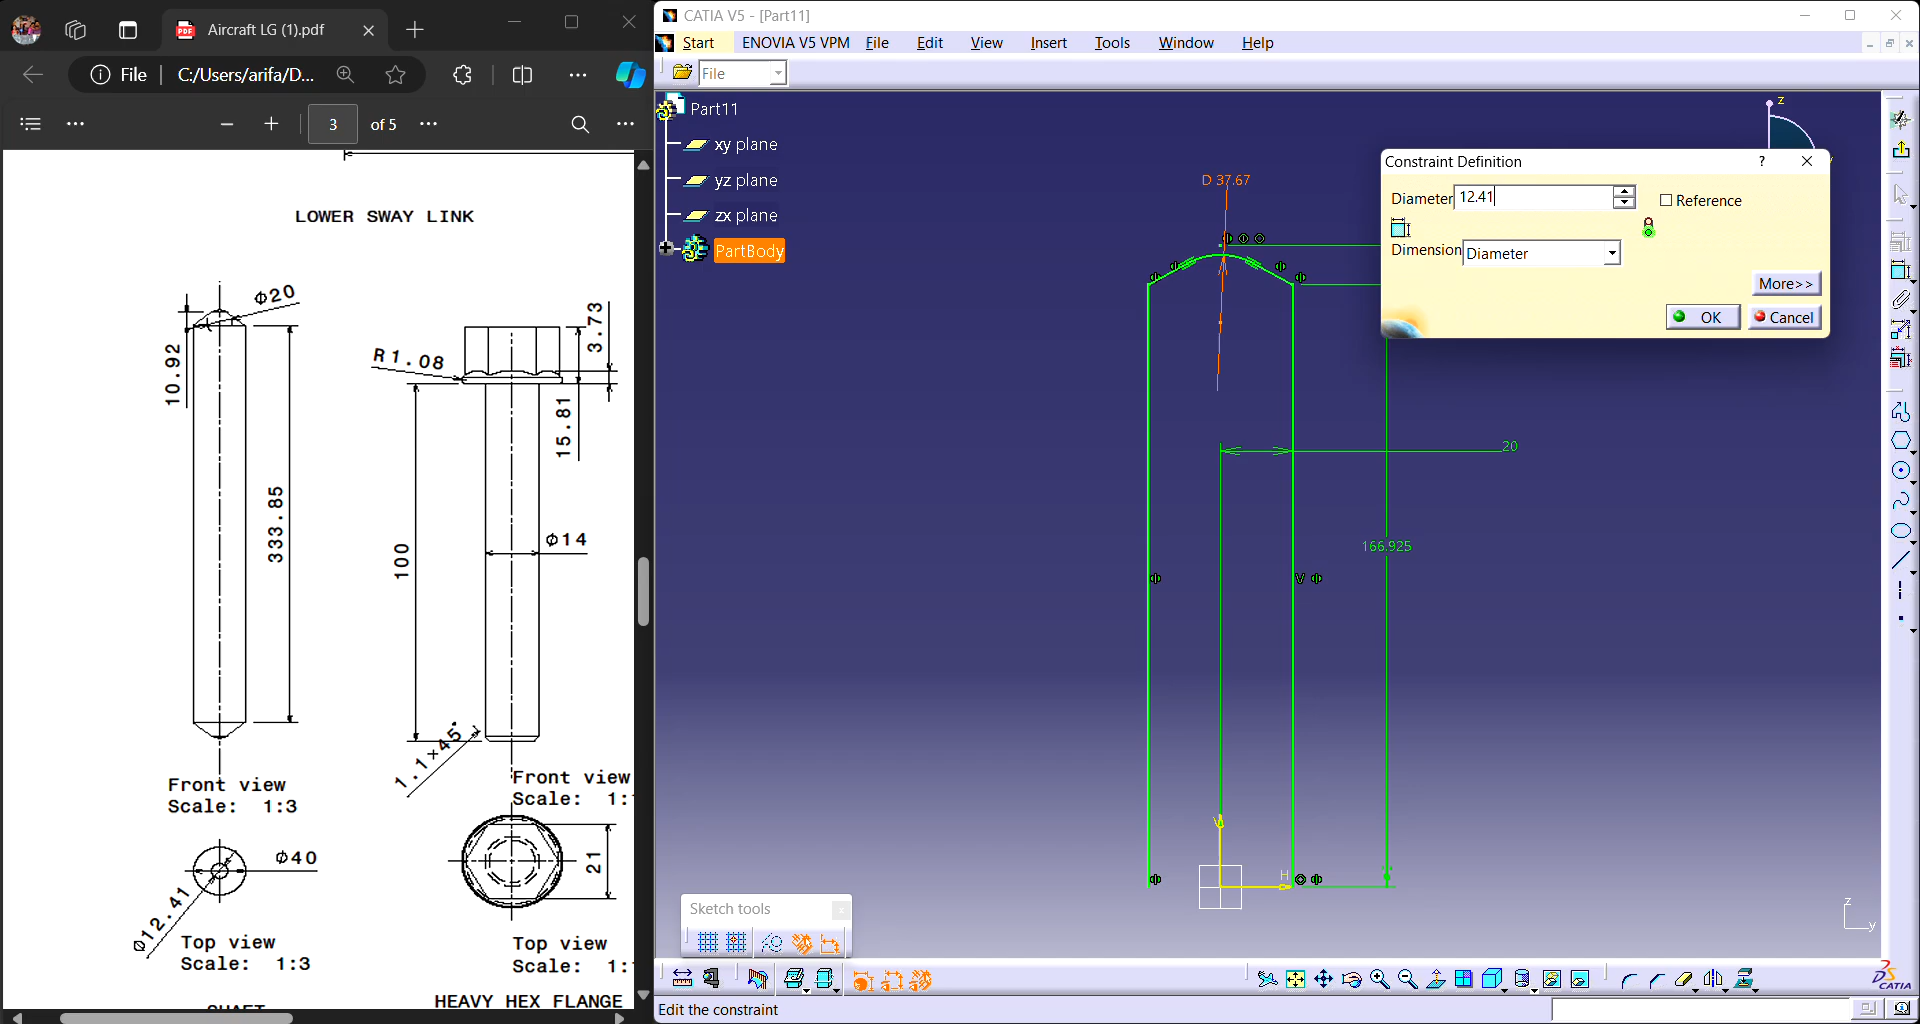 Aircraft LG (1).pdf
File
C:/Users/arifa/D...
3
of 5
LOWER SWAY LINK
Φ20
10.92
333.85
Front view
Scale: 1:3
Φ40
Φ12.41
Top view
Scale: 1:3
R1.08
3.73
15.81
100
Φ14
1.1×45°
Front view
Scale: 1:
21
Top view
Scale: 1:
HEAVY HEX FLANGE
CATIA V5 - [Part11]
Start
ENOVIA V5 VPM
File
Edit
View
Insert
Tools
Window
Help
File
Part11
xy plane
yz plane
zx plane
PartBody
D 37.67
20
166.925
V
V
H
z
z
y
Constraint Definition
?
Diameter
12.41
Reference
Dimension
Diameter
More>>
OK
Cancel
Sketch tools
DS CATIA
Edit the constraint